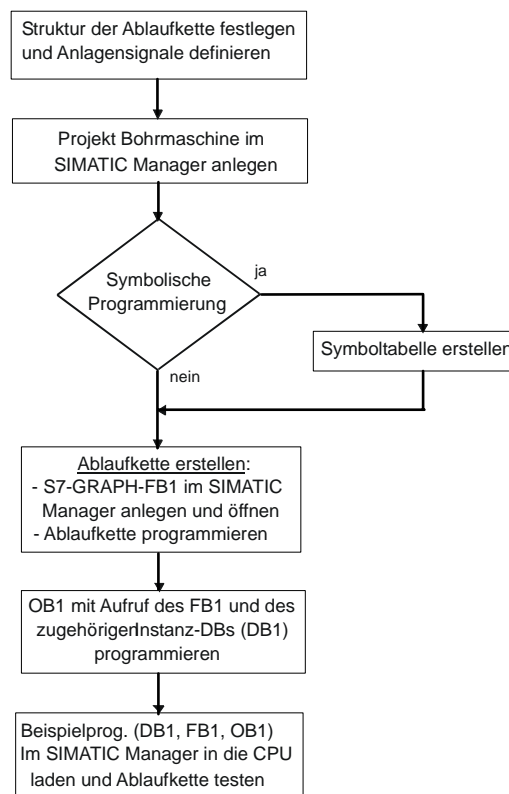 Struktur der Ablaufkette festlegen
und Anlagensignale definieren
Projekt Bohrmaschine im
SIMATIC Manager anlegen
Symbolische
Programmierung
ja
Symboltabelle erstellen
nein
Ablaufkette erstellen:
- S7-GRAPH-FB1 im SIMATIC
Manager anlegen und öffnen
- Ablaufkette programmieren
OB1 mit Aufruf des FB1 und des
zugehörigenInstanz-DBs (DB1)
programmieren
Beispielprog. (DB1, FB1, OB1)
Im SIMATIC Manager in die CPU
laden und Ablaufkette testen